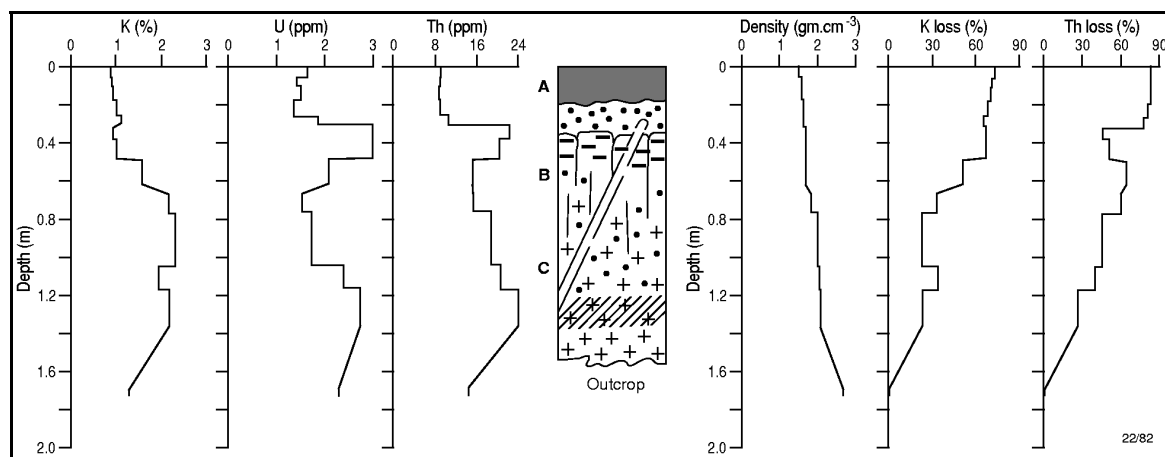 K (%) U (ppm) Th (ppm) Density (gm.cm-3) K loss (%) Th loss (%)
0 1 2 3 0 1 2 3 0 8 16 24 0 1 2 3 0 30 60 90 0 30 60 90
0 0
A
0.4 0.4
B
Depth (m) 0.8 Depth (m) 0.8
C
1.2 1.2
1.6 1.6
Outcrop
2.0 2.0
22/82